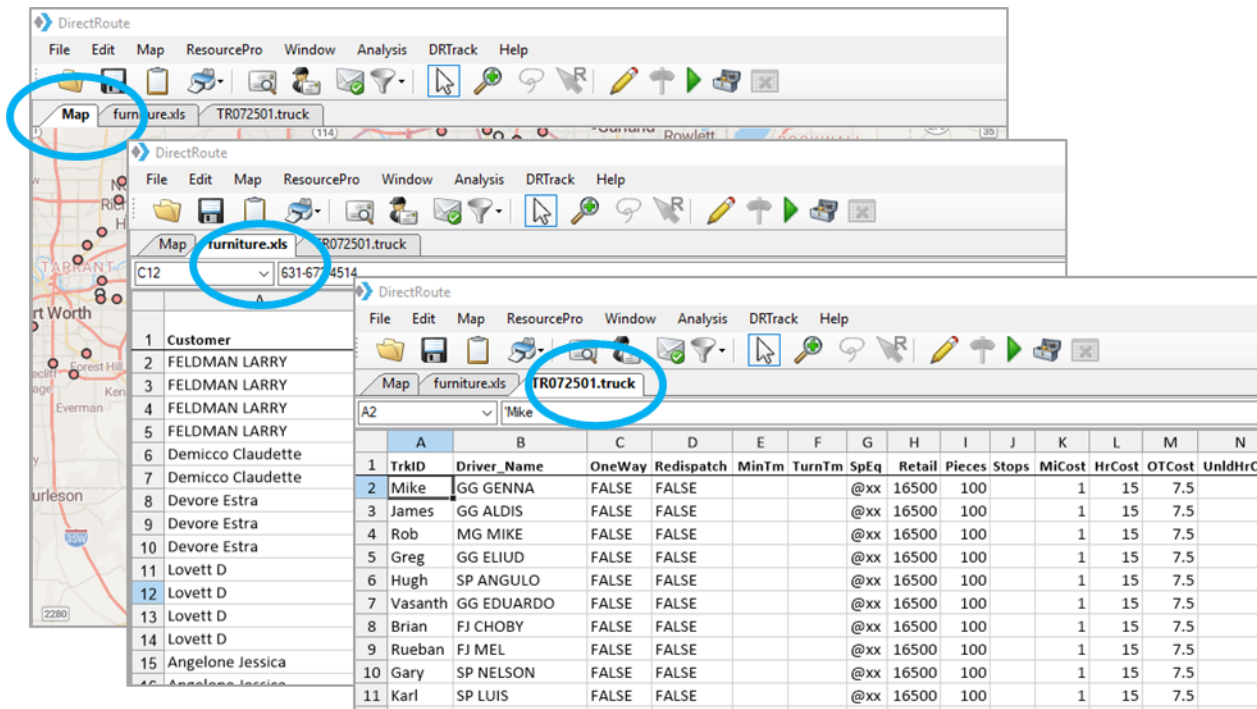 DirectRoute
File Edit Map ResourcePro Window Analysis DRTrack Help
Map furniture.xls TR072501.truck
114
Rowlett
35
TARRANT
rt Worth
Forest Hill
Everman
urleson
35W
2280
DirectRoute
File Edit Map ResourcePro Window Analysis DRTrack Help
Map furniture.xls TR072501.truck
C12
A
1 Customer
2 FELDMAN LARRY
3 FELDMAN LARRY
4 FELDMAN LARRY
5 FELDMAN LARRY
6 Demicco Claudette
7 Demicco Claudette
8 Devore Estra
9 Devore Estra
10 Devore Estra
11 Lovett D
12 Lovett D
13 Lovett D
14 Lovett D
15 Angelone Jessica
DirectRoute
File Edit Map ResourcePro Window Analysis DRTrack Help
Map furniture.xls TR072501.truck
A2 'Mike
A B C D E F G H I J K L M N
1 TrkID Driver_Name OneWay Redispatch MinTm TurnTm SpEq Retail Pieces Stops MiCost HrCost OTCost UnldHrC
2 Mike GG GENNA FALSE FALSE @xx 16500 100 1 15 7.5
3 James GG ALDIS FALSE FALSE @xx 16500 100 1 15 7.5
4 Rob MG MIKE FALSE FALSE @xx 16500 100 1 15 7.5
5 Greg GG ELIUD FALSE FALSE @xx 16500 100 1 15 7.5
6 Hugh SP ANGULO FALSE FALSE @xx 16500 100 1 15 7.5
7 Vasanth GG EDUARDO FALSE FALSE @xx 16500 100 1 15 7.5
8 Brian FJ CHOBY FALSE FALSE @xx 16500 100 1 15 7.5
9 Rueban FJ MEL FALSE FALSE @xx 16500 100 1 15 7.5
10 Gary SP NELSON FALSE FALSE @xx 16500 100 1 15 7.5
11 Karl SP LUIS FALSE FALSE @xx 16500 100 1 15 7.5